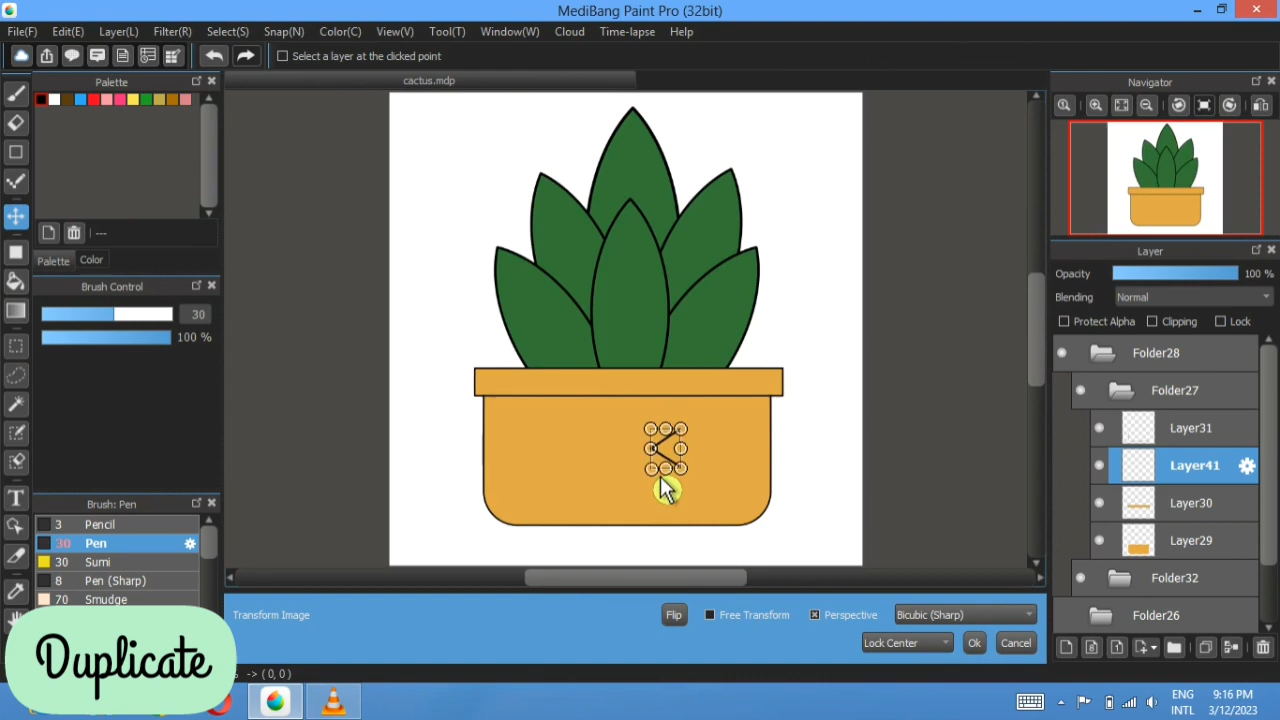 MediBang Paint Pro (32bit)
File(F) Edit(E) Layer(L) Filter(R) Select(S) Snap(N) Color(C) View(V) Tool(T) Window(W) Cloud Time-lapse Help
Select a layer at the clicked point
Palette
cactus.mdp
Navigator
---
Palette Color
Brush Control
30
100 %
Layer
Opacity 100 %
Blending Normal
Protect Alpha Clipping Lock
Folder28
Folder27
Layer31
Layer41
Layer30
Layer29
Folder32
Folder26
Brush: Pen
3 Pencil
30 Pen
30 Sumi
8 Pen (Sharp)
70 Smudge
Transform Image Flip Free Transform Perspective Bicubic (Sharp)
Lock Center Ok Cancel
Duplicate
% -> ( 0, 0 )
T
ENG
INTL
9:16 PM
3/12/2023